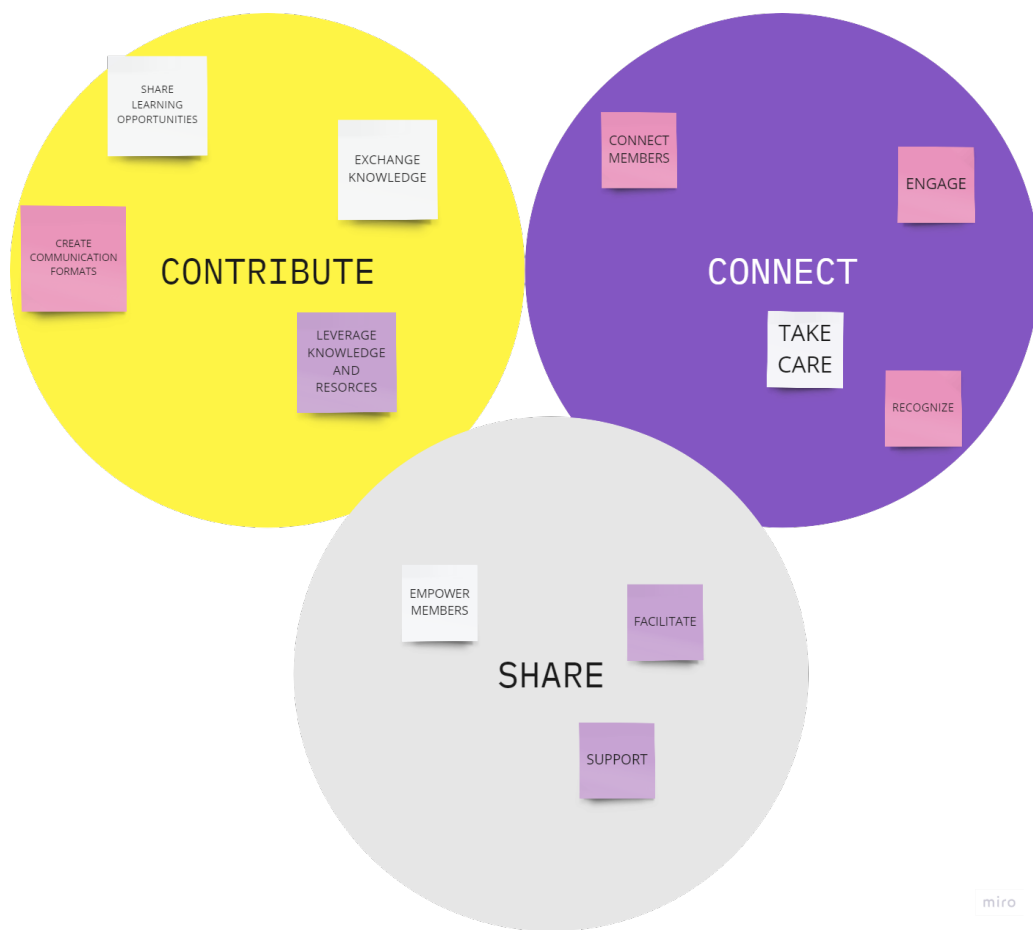 SHARE
LEARNING
OPPORTUNITIES
EXCHANGE
KNOWLEDGE
CREATE
COMMUNICATION
FORMATS
CONTRIBUTE
LEVERAGE
KNOWLEDGE
AND
RESORCES
CONNECT
MEMBERS
ENGAGE
CONNECT
TAKE
CARE
RECOGNIZE
EMPOWER
MEMBERS
FACILITATE
SHARE
SUPPORT
miro